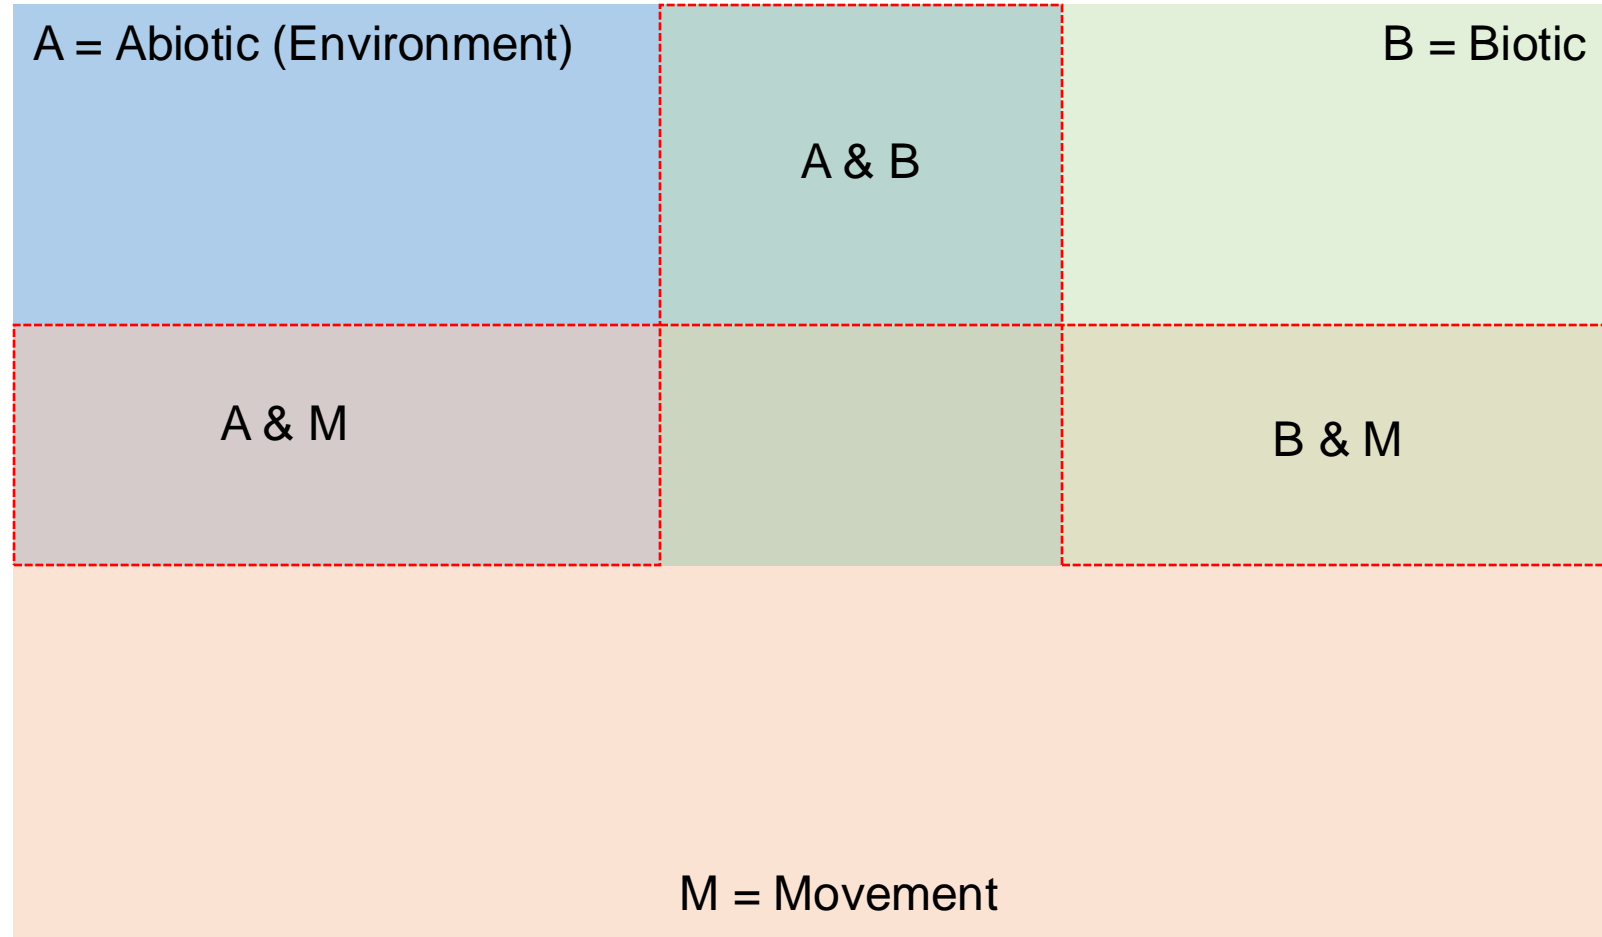 A = Abiotic (Environment)
B = Biotic
A & B
A & M
B & M
M = Movement